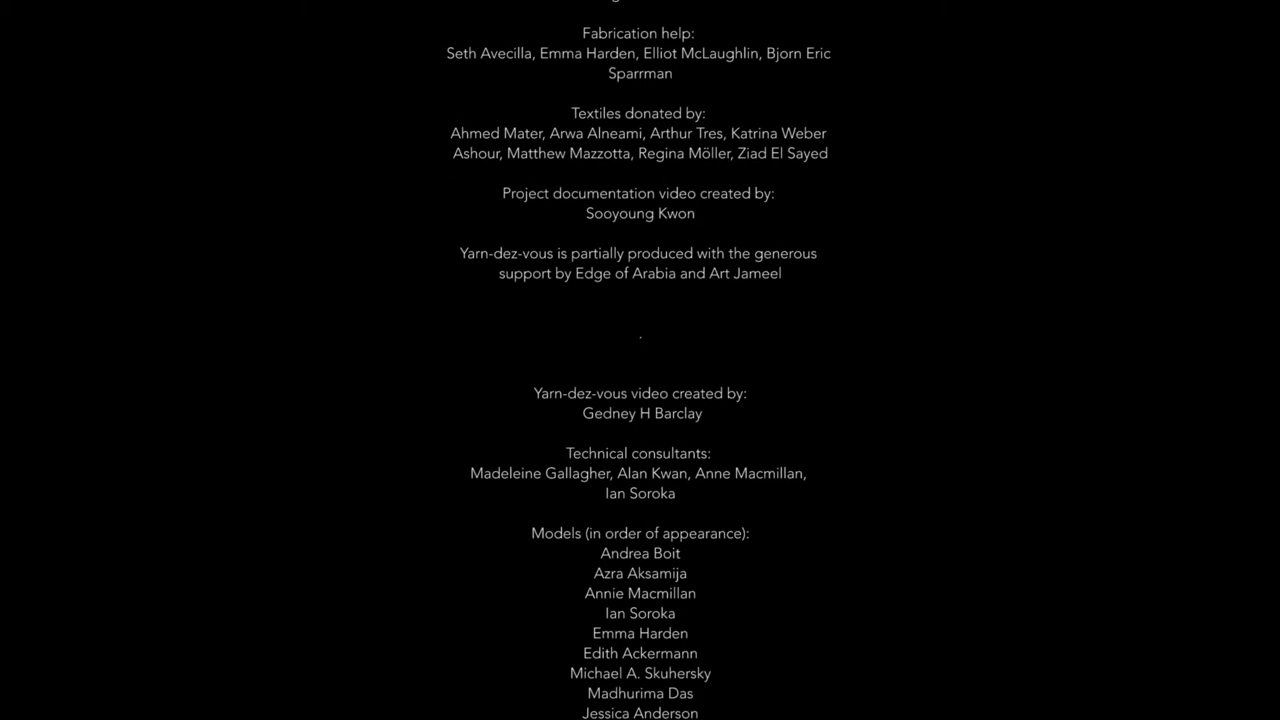 Fabrication help:
Seth Avecilla, Emma Harden, Elliot McLaughlin, Bjorn Eric
Sparrman
Textiles donated by:
Ahmed Mater, Arwa Alneami, Arthur Tres, Katrina Weber
Ashour, Matthew Mazzotta, Regina Möller, Ziad El Sayed
Project documentation video created by:
Sooyoung Kwon
Yarn-dez-vous is partially produced with the generous
support by Edge of Arabia and Art Jameel
.
Yarn-dez-vous video created by:
Gedney H Barclay
Technical consultants:
Madeleine Gallagher, Alan Kwan, Anne Macmillan,
Ian Soroka
Models (in order of appearance):
Andrea Boit
Azra Aksamija
Annie Macmillan
Ian Soroka
Emma Harden
Edith Ackermann
Michael A. Skuhersky
Madhurima Das
Jessica Anderson